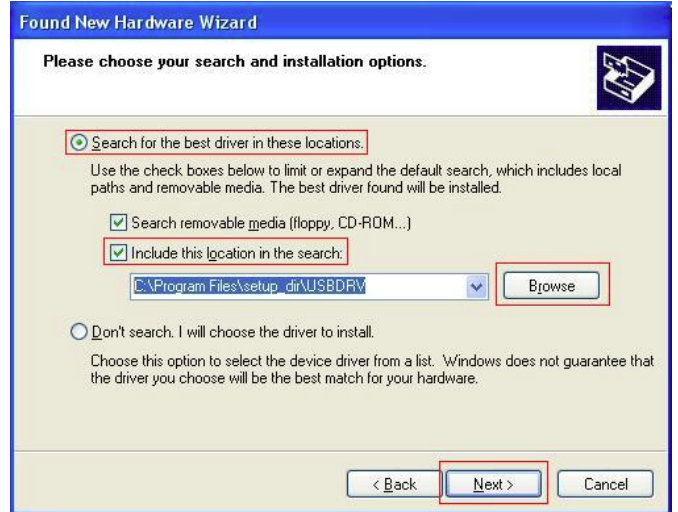 Found New Hardware Wizard
Please choose your search and installation options.
Search for the best driver in these locations.
Use the check boxes below to limit or expand the default search, which includes local
paths and removable media. The best driver found will be installed.
Search removable media (floppy, CD-ROM...)
Include this location in the search:
C:\Program Files\setup_dir\USBDRV
Browse
Don't search. I will choose the driver to install.
Choose this option to select the device driver from a list. Windows does not guarantee that
the driver you choose will be the best match for your hardware.
< Back Next > Cancel